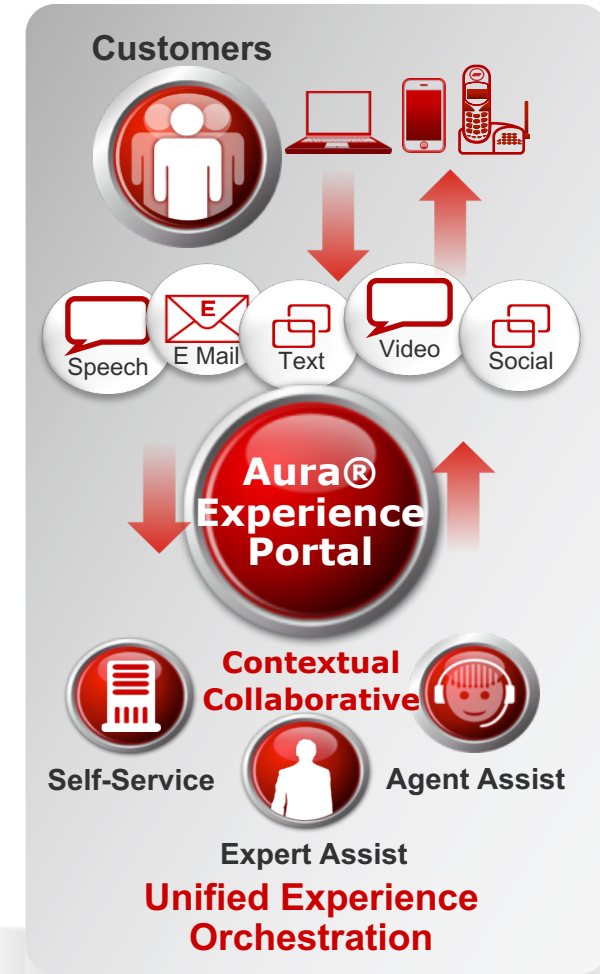 Customers
E
Speech
E Mail
Text
Video
Social
Aura®
Experience
Portal
Contextual
Collaborative
Self-Service
Agent Assist
Expert Assist
Unified Experience
Orchestration